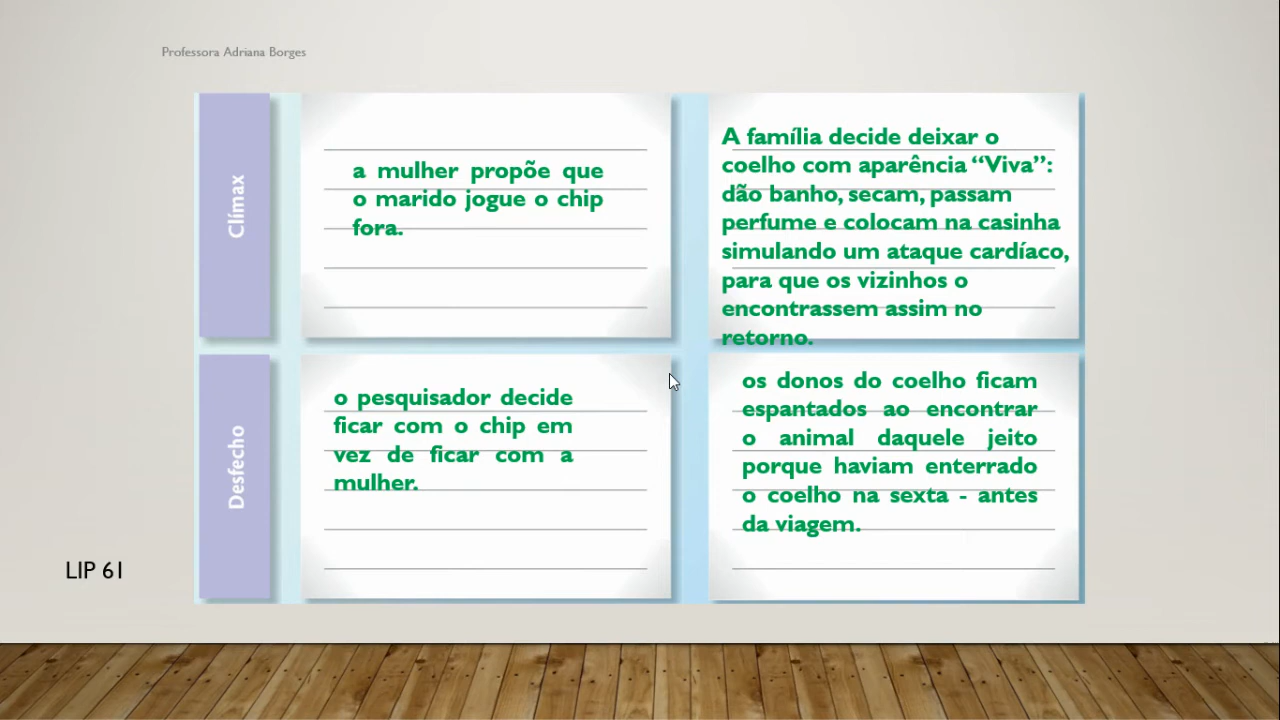 Professora Adriana Borges
Clímax
a mulher propõe que
o marido jogue o chip
fora.
A família decide deixar o
coelho com aparência “Viva”:
dão banho, secam, passam
perfume e colocam na casinha
simulando um ataque cardíaco,
para que os vizinhos o
encontrassem assim no
retorno.
Desfecho
o pesquisador decide
ficar com o chip em
vez de ficar com a
mulher.
os donos do coelho ficam
espantados ao encontrar
o animal daquele jeito
porque haviam enterrado
o coelho na sexta - antes
da viagem.
LIP 61